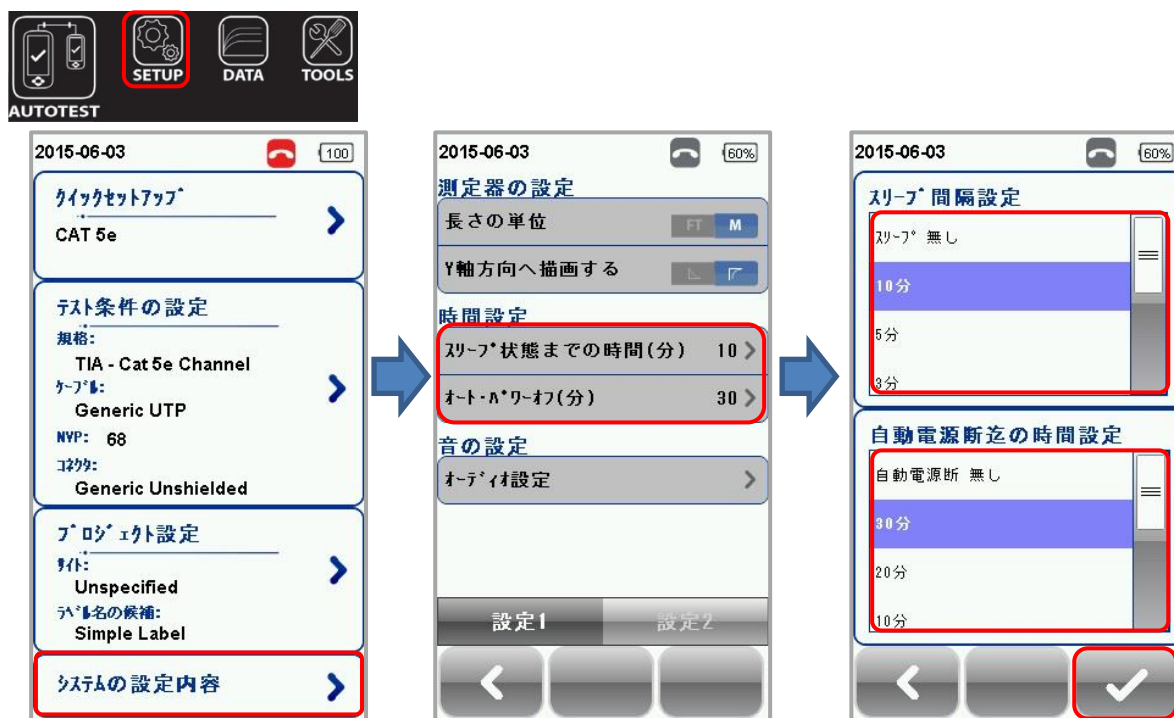 AUTOTEST
SETUP
DATA
TOOLS
2015-06-03
100
クイックセットアップ
CAT 5e
テスト条件の設定
規格:
TIA - Cat 5e Channel
ケーブル:
Generic UTP
NVP: 68
コネクタ:
Generic Unshielded
プロジェクト設定
サイト:
Unspecified
ラベル名の候補:
Simple Label
システムの設定内容
2015-06-03
60%
測定器の設定
長さの単位 FT M
Y軸方向へ描画する
時間設定
スリープ状態までの時間(分) 10
オート・パワーオフ(分) 30
音の設定
オーディオ設定
設定1 設定2
2015-06-03
60%
スリープ間隔設定
スリープ 無し
10分
5分
3分
自動電源断迄の時間設定
自動電源断 無し
30分
20分
10分